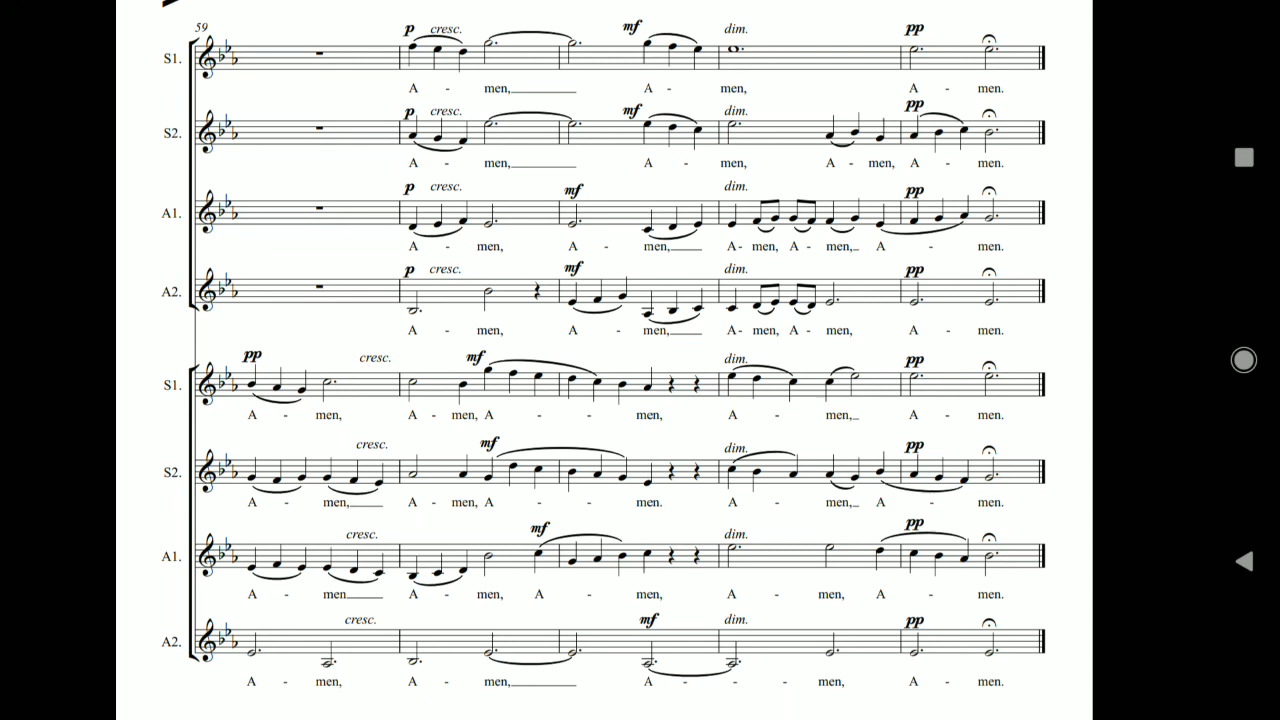 59
p cresc. mf dim. pp
S1.
A - men, A - men, A - men.
p cresc. mf dim. pp
S2.
A - men, A - men, A - men, A - men.
p cresc. mf dim. pp
A1.
A - men, A - men, A - men, A - men, A - men.
p cresc. mf dim. pp
A2.
A - men, A - men, A - men, A - men, A - men.
pp cresc. mf dim. pp
S1.
A - men, A - men, A - men, A - men, A - men.
cresc. mf dim. pp
S2.
A - men, A - men, A - men. A - men, A - men.
cresc. mf dim. pp
A1.
A - men A - men, A - men, A - men, A - men.
cresc. mf dim. pp
A2.
A - men, A - men, A - men, A - men.